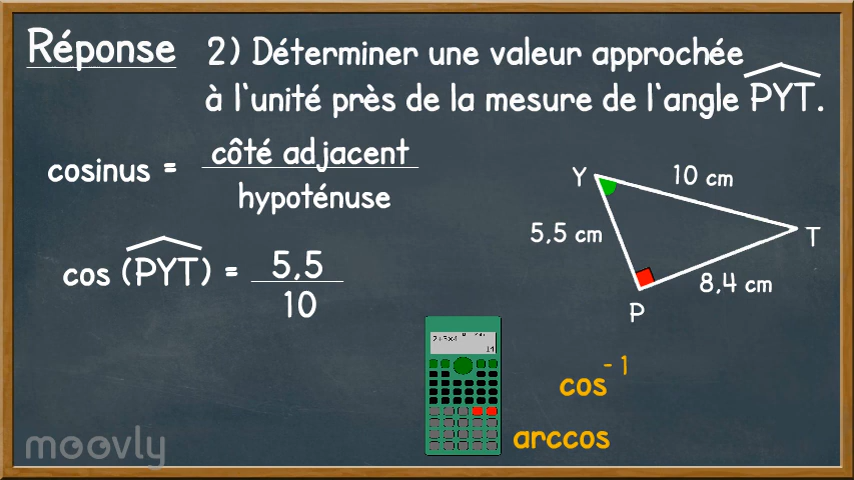 Réponse
2) Déterminer une valeur approchée
à l'unité près de la mesure de l'angle PYT.
cosinus = côté adjacent
hypoténuse
Y
10 cm
5,5 cm
T
cos (PYT) = 5,5
10
8,4 cm
P
14
cos⁻¹
arccos
moovly